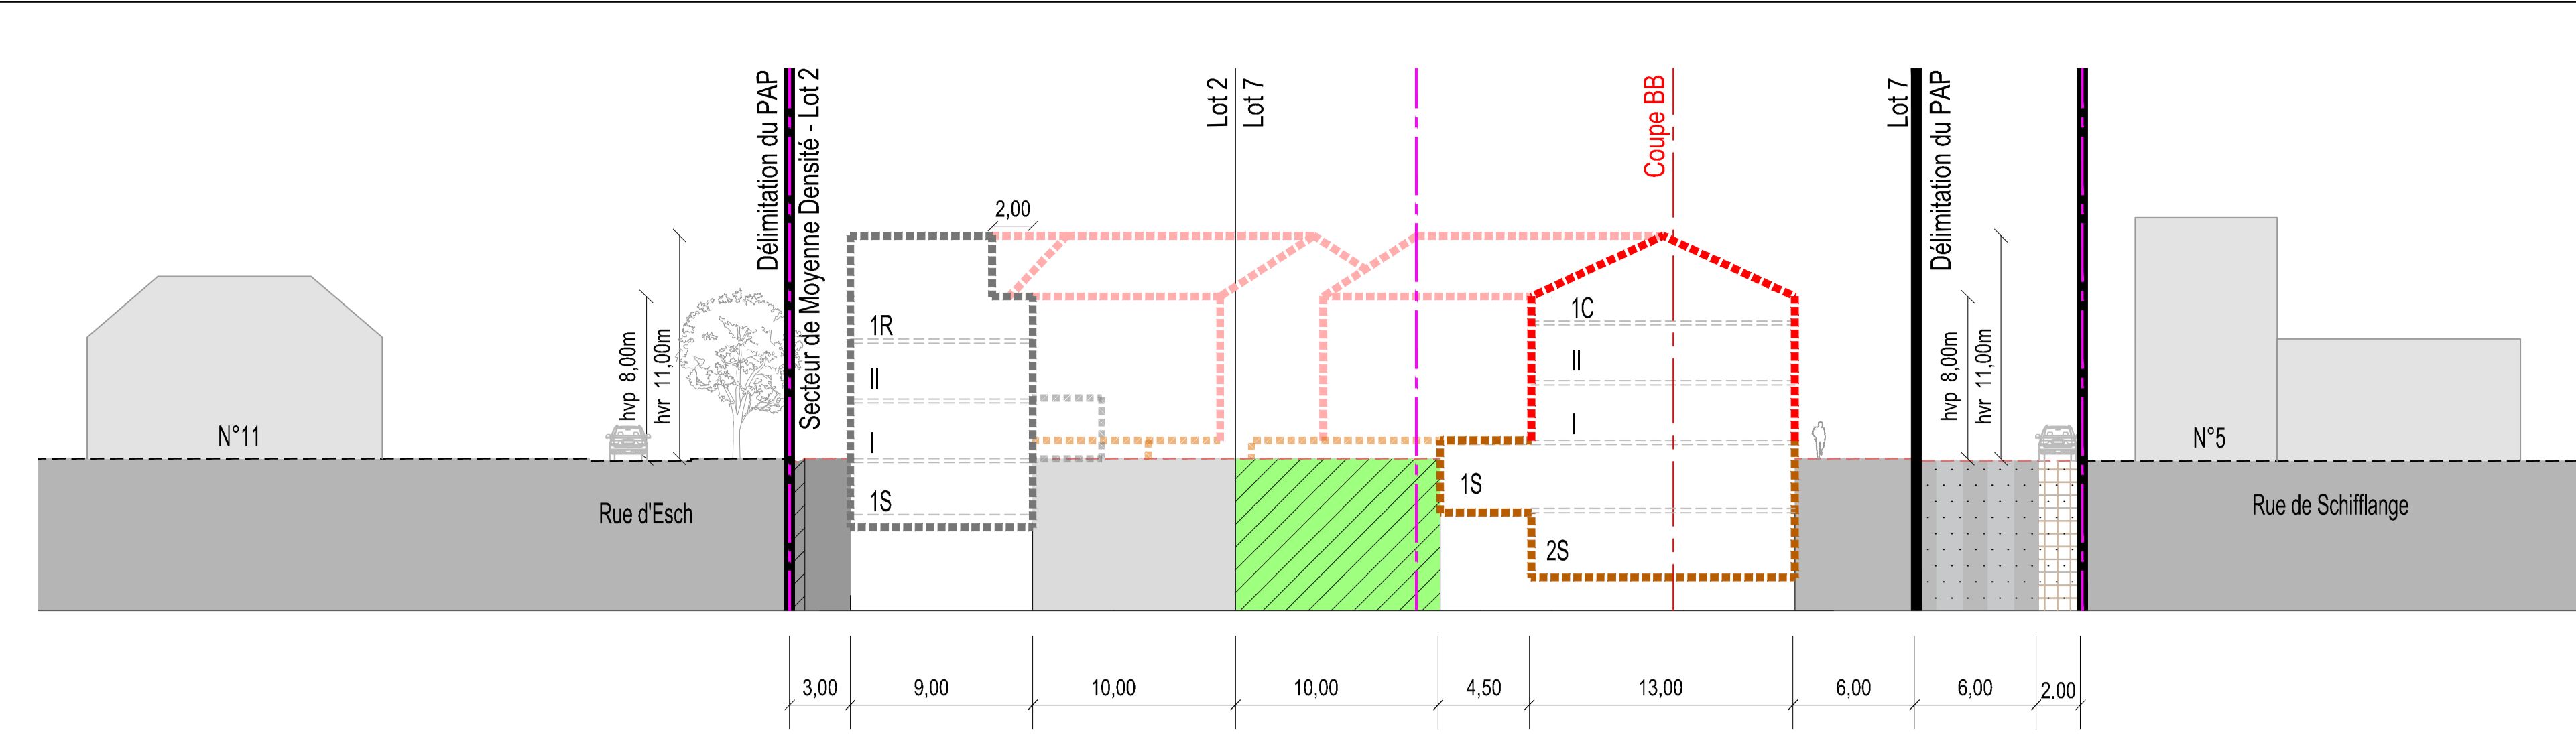 Délimitation du PAP
Secteur de Moyenne Densité - Lot 2
Lot 2
Lot 7
Coupe BB
Lot 7
Délimitation du PAP
2,00
1R
II
I
1S
1C
II
I
1S
2S
hvp 8,00m
hvr 11,00m
hvp 8,00m
hvr 11,00m
N°11
N°5
Rue d'Esch
Rue de Schifflange
3,00
9,00
10,00
10,00
4,50
13,00
6,00
6,00
2.00